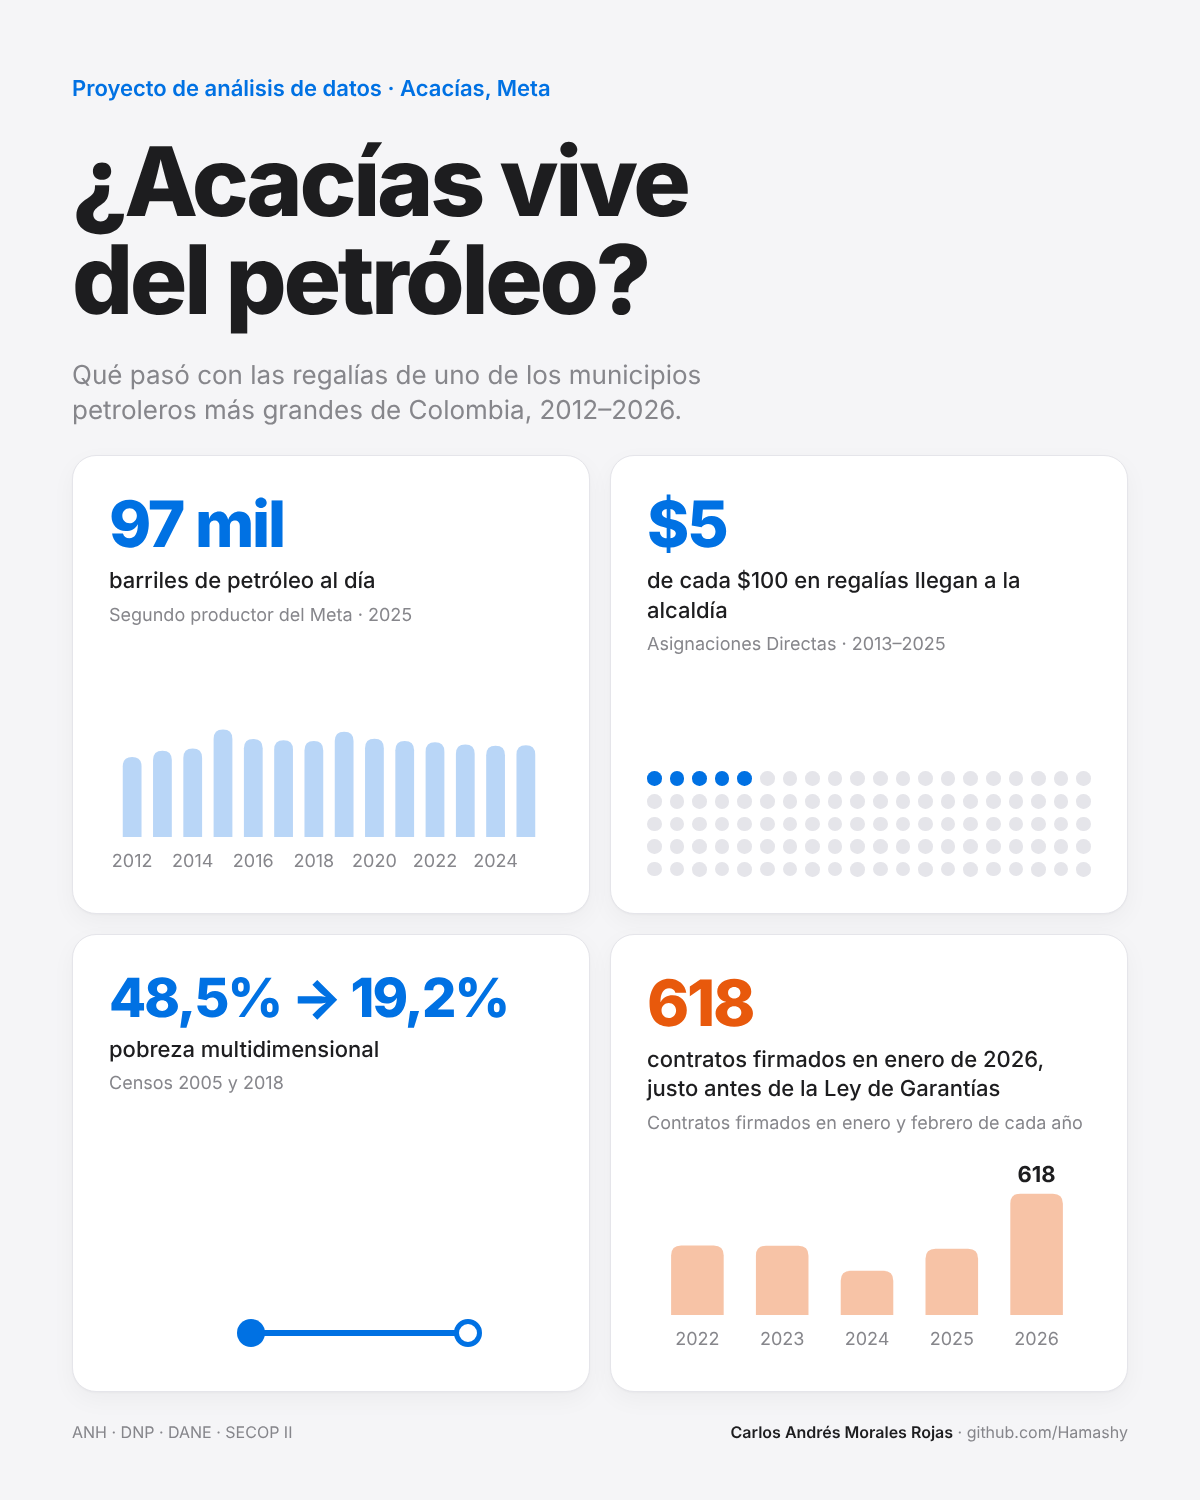 Proyecto de análisis de datos · Acacías, Meta
¿Acacías vive
del petróleo?
Qué pasó con las regalías de uno de los municipios
petroleros más grandes de Colombia, 2012–2026.
97 mil
barriles de petróleo al día
Segundo productor del Meta · 2025
2012 2014 2016 2018 2020 2022 2024
$5
de cada $100 en regalías llegan a la
alcaldía
Asignaciones Directas · 2013–2025
48,5% → 19,2%
pobreza multidimensional
Censos 2005 y 2018
618
contratos firmados en enero de 2026,
justo antes de la Ley de Garantías
Contratos firmados en enero y febrero de cada año
618
2022 2023 2024 2025 2026
ANH · DNP · DANE · SECOP II
Carlos Andrés Morales Rojas · github.com/Hamashy